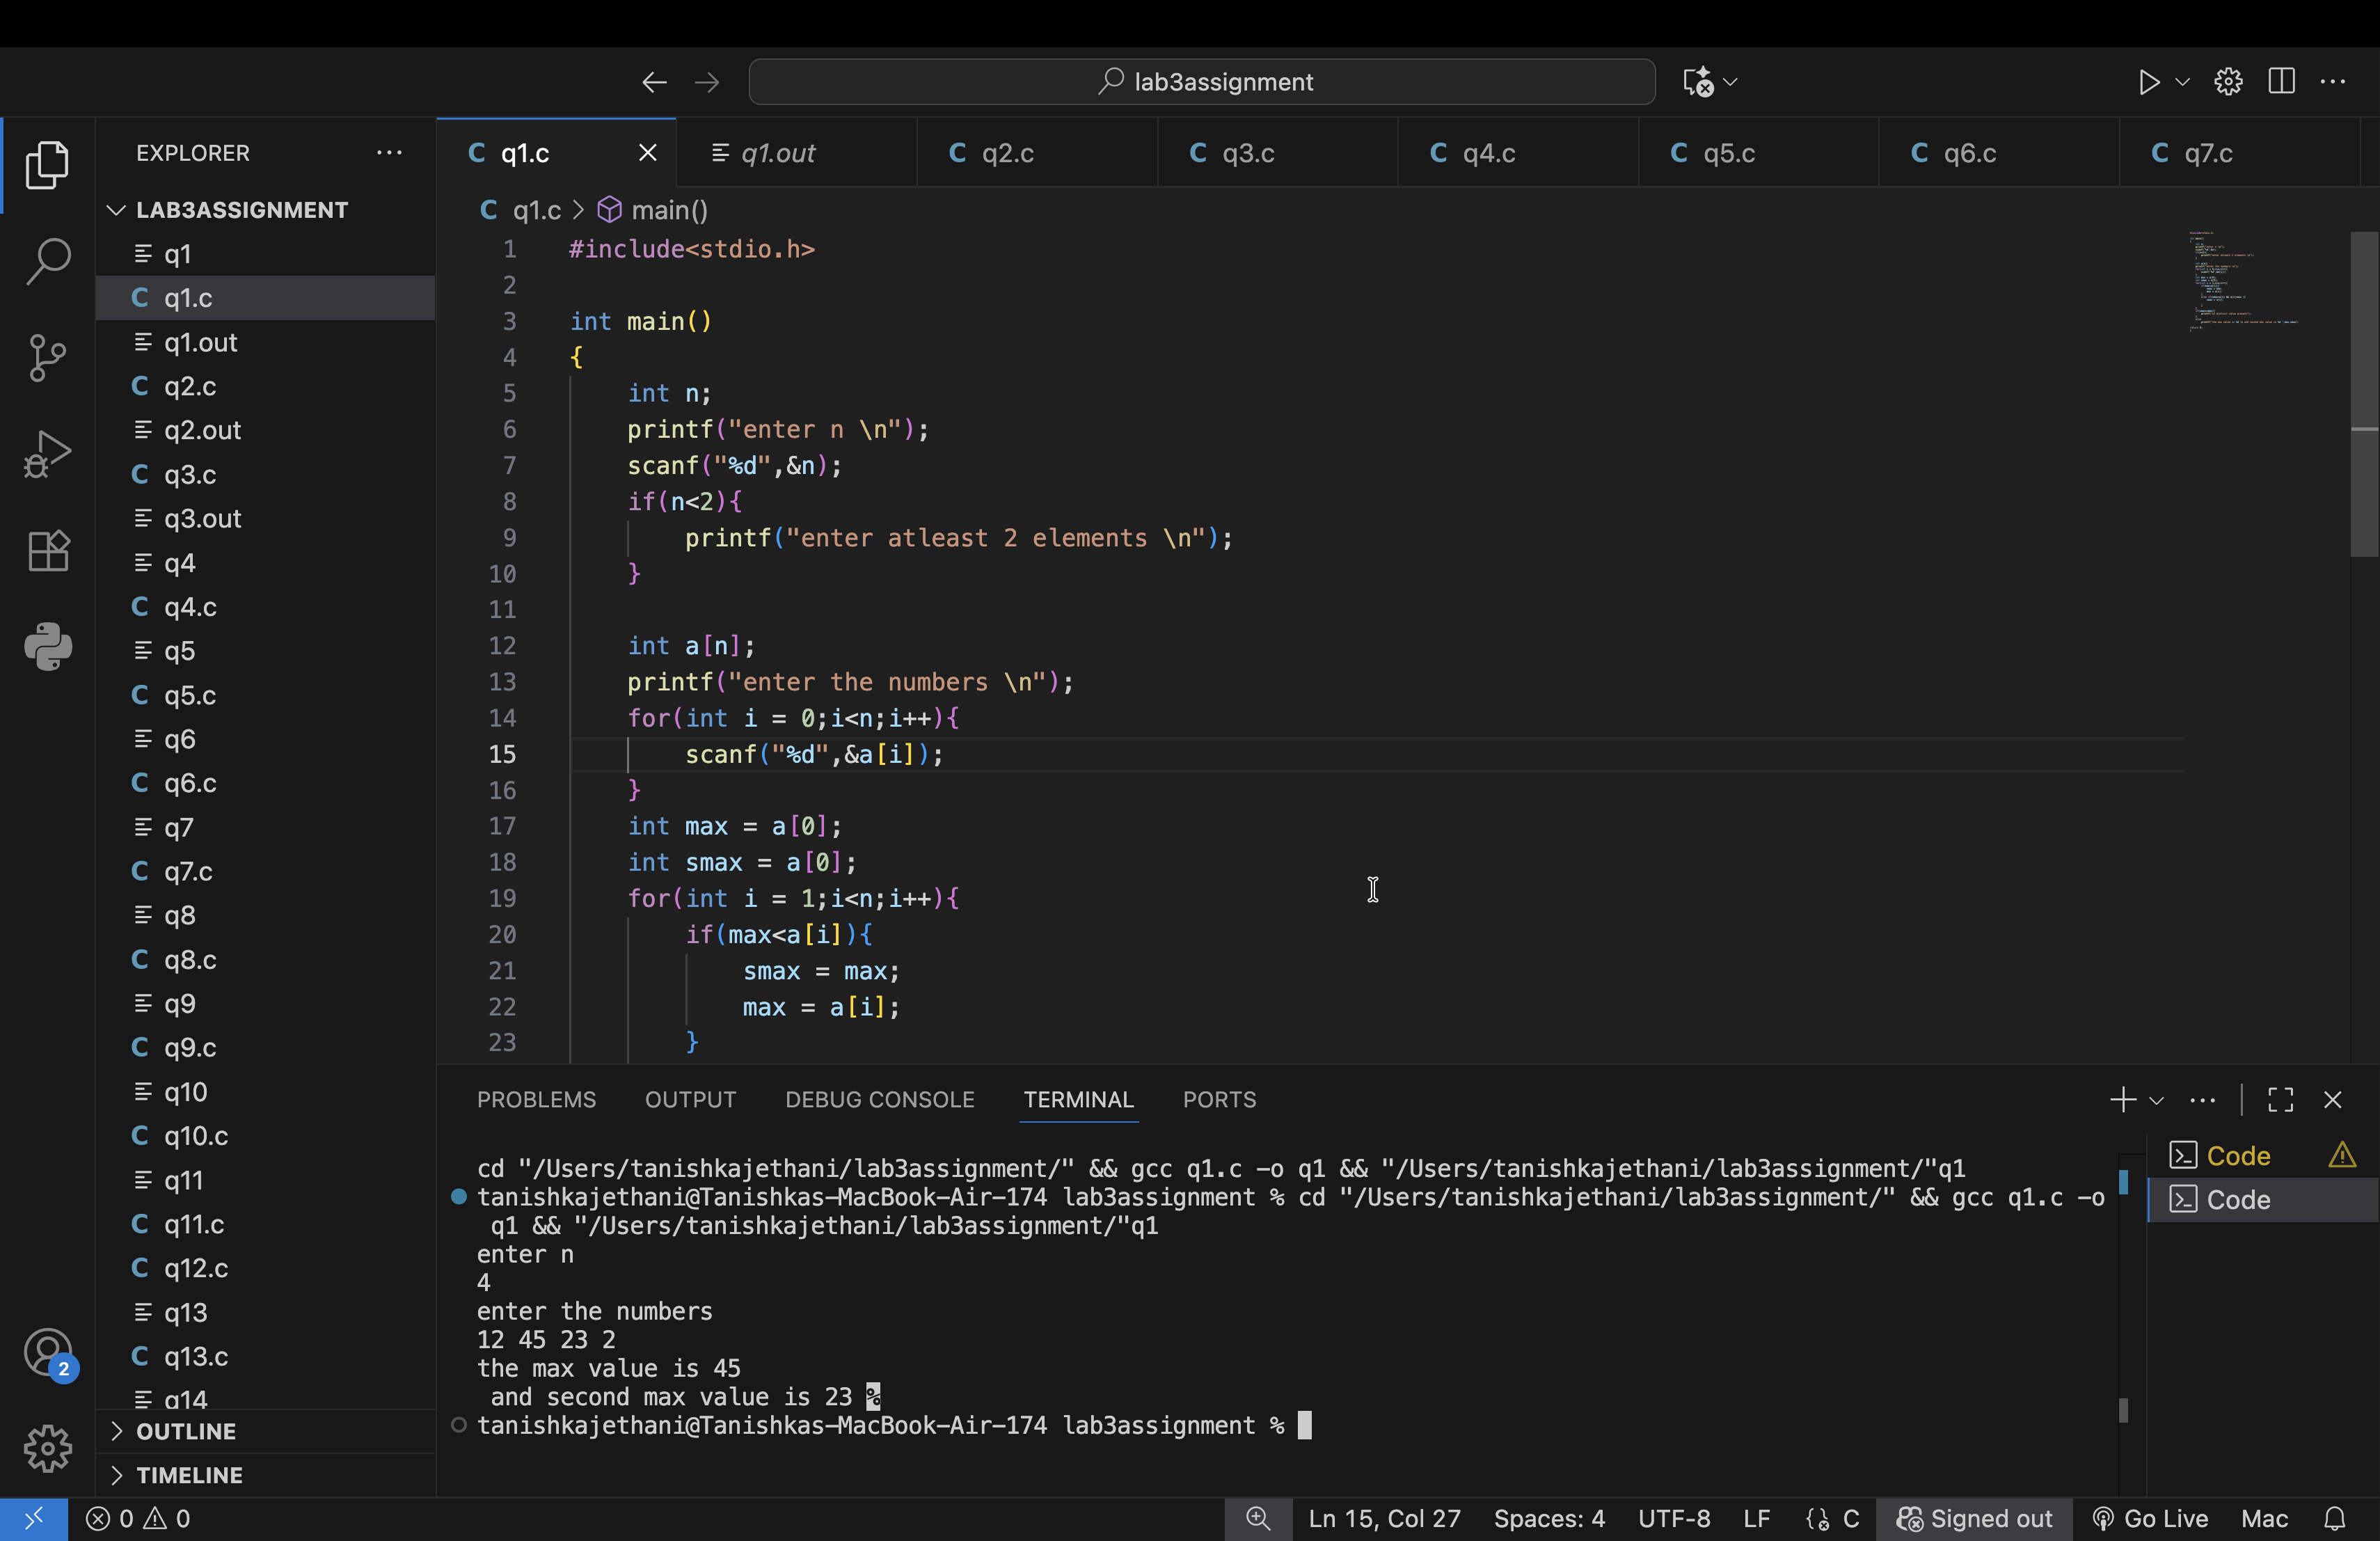 lab3assignment
EXPLORER
LAB3ASSIGNMENT
q1
C q1.c
q1.out
C q2.c
q2.out
C q3.c
q3.out
q4
C q4.c
q5
C q5.c
q6
C q6.c
q7
C q7.c
q8
C q8.c
q9
C q9.c
q10
C q10.c
q11
C q11.c
C q12.c
q13
C q13.c
q14
OUTLINE
TIMELINE
2
C q1.c q1.out C q2.c C q3.c C q4.c C q5.c C q6.c C q7.c
C q1.c > main()
1 #include<stdio.h>
2
3 int main()
4 {
5 int n;
6 printf("enter n \n");
7 scanf("%d",&n);
8 if(n<2){
9 printf("enter atleast 2 elements \n");
10 }
11
12 int a[n];
13 printf("enter the numbers \n");
14 for(int i = 0;i<n;i++){
15 scanf("%d",&a[i]);
16 }
17 int max = a[0];
18 int smax = a[0];
19 for(int i = 1;i<n;i++){
20 if(max<a[i]){
21 smax = max;
22 max = a[i];
23 }
PROBLEMS OUTPUT DEBUG CONSOLE TERMINAL PORTS
cd "/Users/tanishkajethani/lab3assignment/" && gcc q1.c -o q1 && "/Users/tanishkajethani/lab3assignment/"q1
tanishkajethani@Tanishkas-MacBook-Air-174 lab3assignment % cd "/Users/tanishkajethani/lab3assignment/" && gcc q1.c -o
q1 && "/Users/tanishkajethani/lab3assignment/"q1
enter n
4
enter the numbers
12 45 23 2
the max value is 45
and second max value is 23 %
tanishkajethani@Tanishkas-MacBook-Air-174 lab3assignment %
Code
Code
0 0 Ln 15, Col 27 Spaces: 4 UTF-8 LF C Signed out Go Live Mac